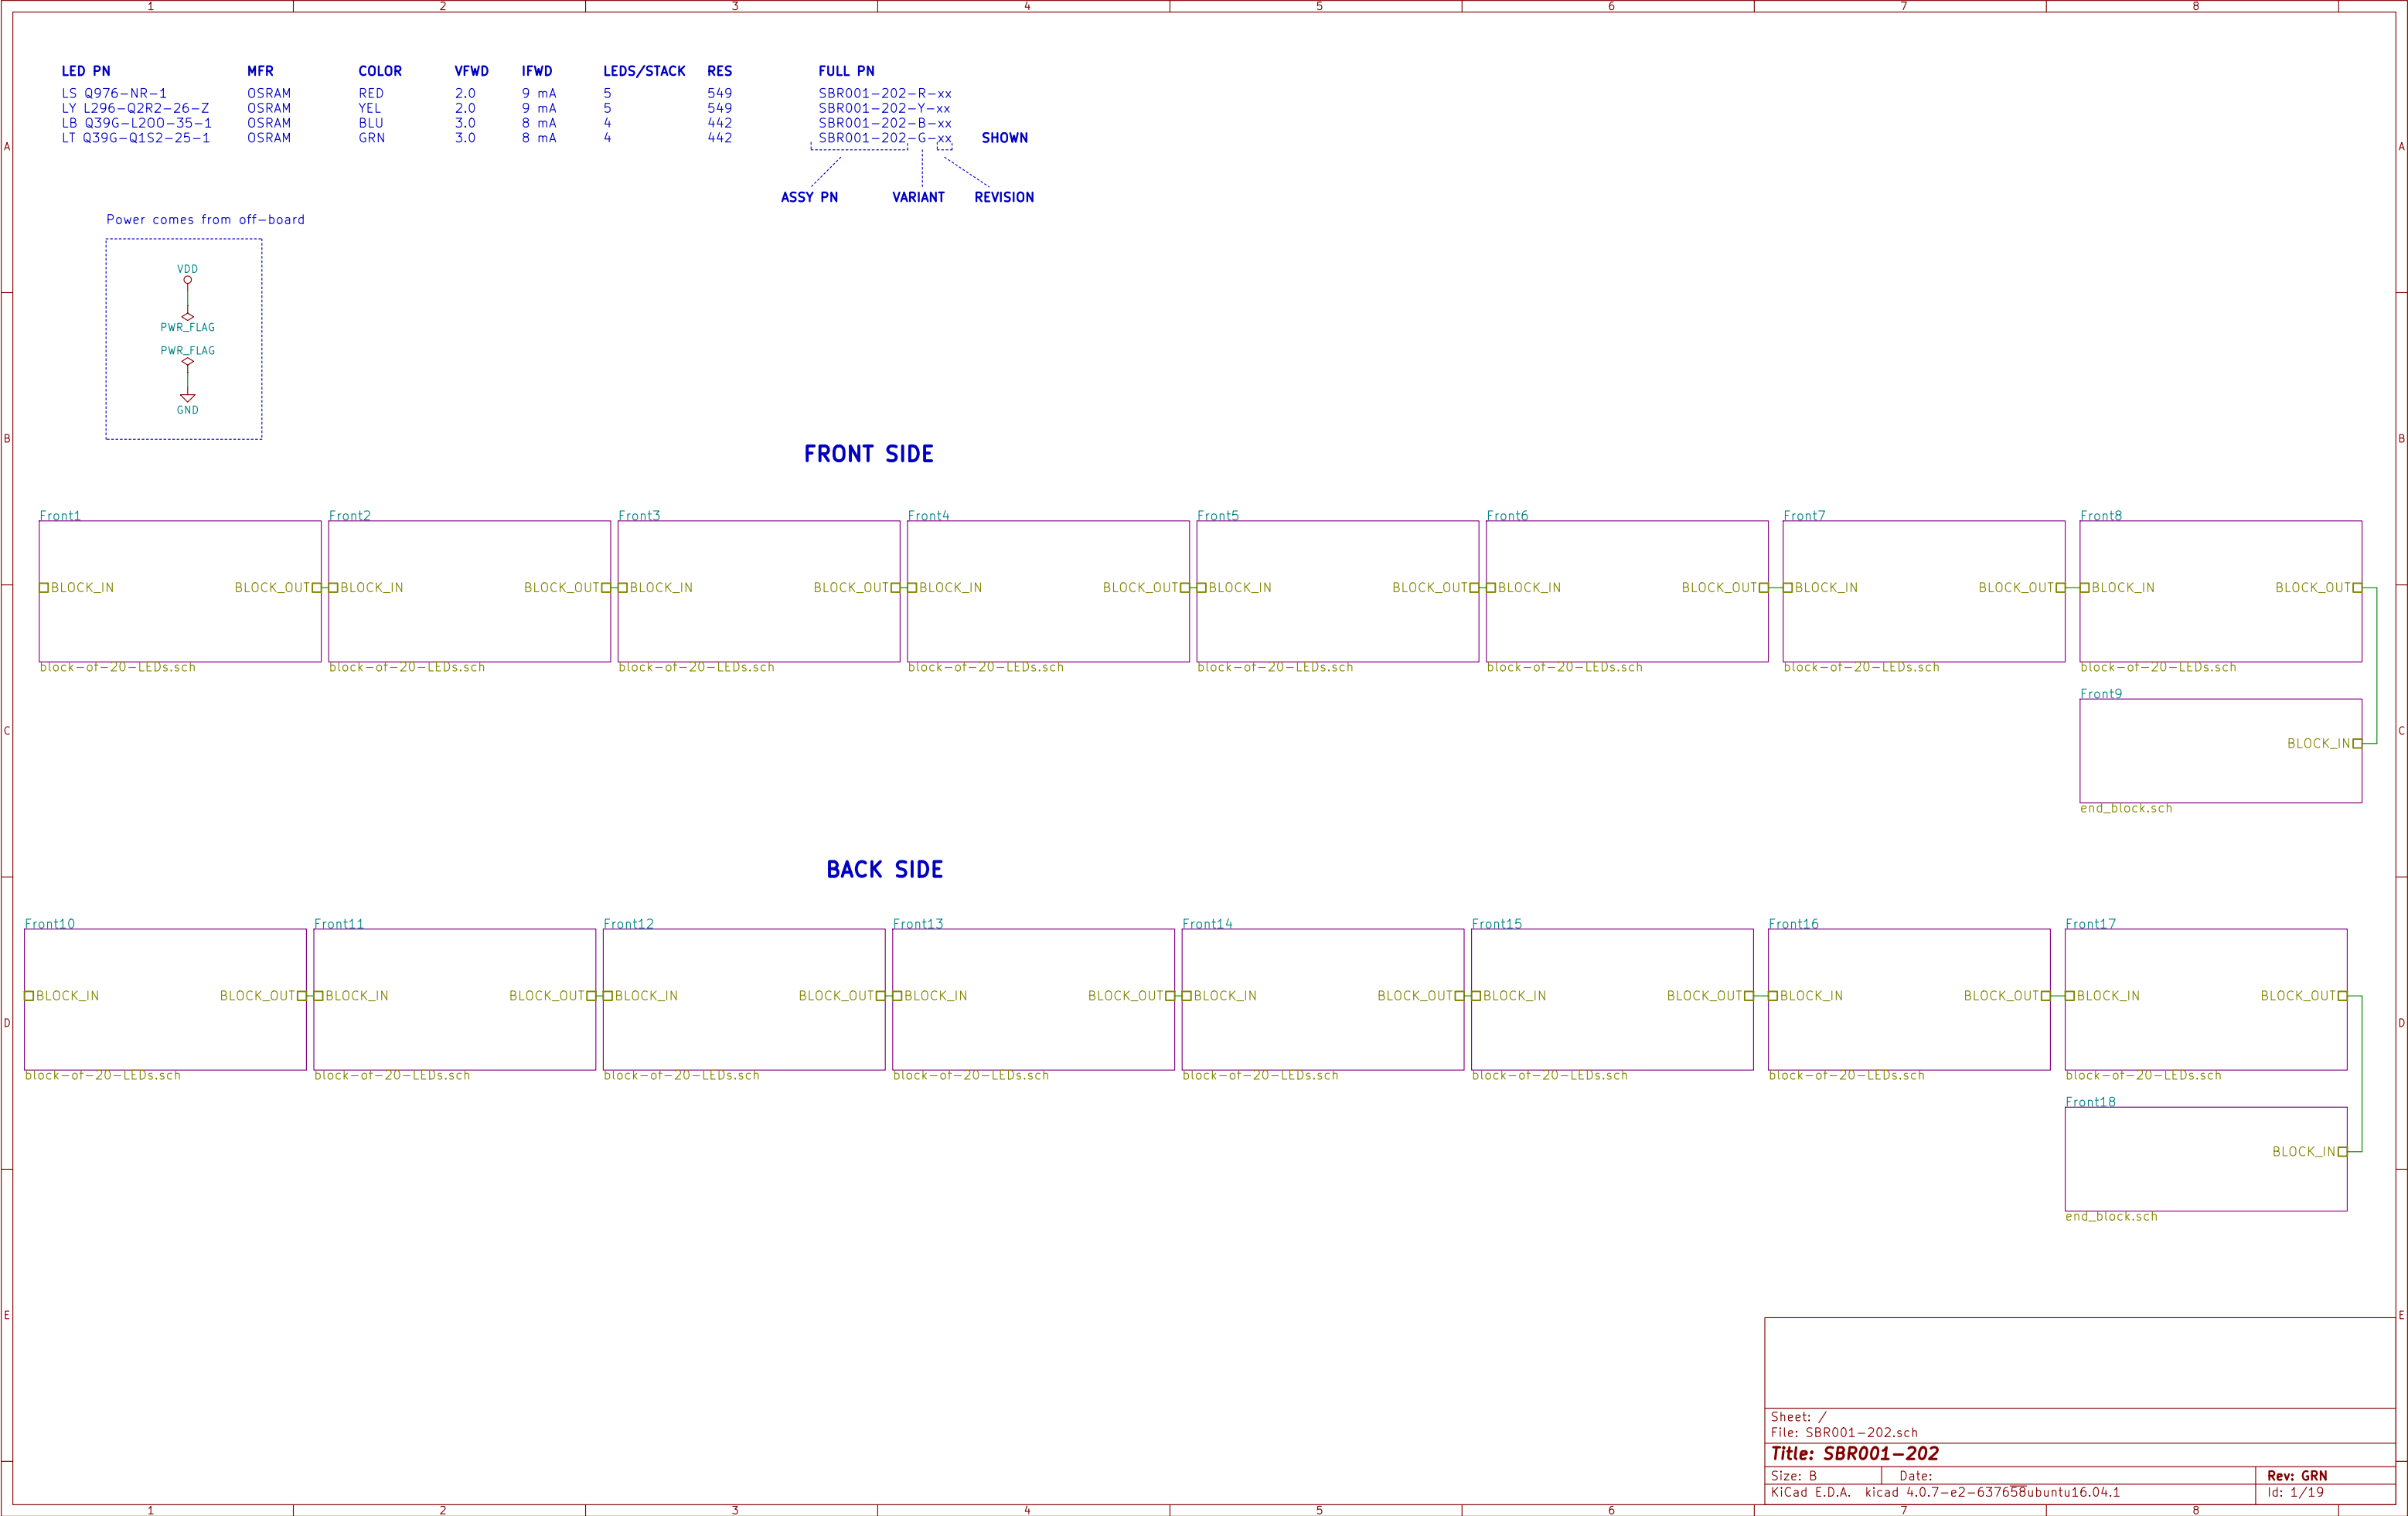 1 2 3 4 5 6 7 8
LED PN MFR COLOR VFWD IFWD LEDS/STACK RES FULL PN
LS Q976-NR-1 OSRAM RED 2.0 9 mA 5 549 SBR001-202-R-xx
LY L296-Q2R2-26-Z OSRAM YEL 2.0 9 mA 5 549 SBR001-202-Y-xx
LB Q39G-L2OO-35-1 OSRAM BLU 3.0 8 mA 4 442 SBR001-202-B-xx
LT Q39G-Q1S2-25-1 OSRAM GRN 3.0 8 mA 4 442 SBR001-202-G-xx SHOWN
A A
ASSY PN VARIANT REVISION
Power comes from off-board
VDD
PWR_FLAG
PWR_FLAG
GND
B B
FRONT SIDE
Front1 Front2 Front3 Front4 Front5 Front6 Front7 Front8
BLOCK_IN BLOCK_OUT BLOCK_IN BLOCK_OUT BLOCK_IN BLOCK_OUT BLOCK_IN BLOCK_OUT BLOCK_IN BLOCK_OUT BLOCK_IN BLOCK_OUT BLOCK_IN BLOCK_OUT BLOCK_IN BLOCK_OUT
block-of-20-LEDs.sch block-of-20-LEDs.sch block-of-20-LEDs.sch block-of-20-LEDs.sch block-of-20-LEDs.sch block-of-20-LEDs.sch block-of-20-LEDs.sch block-of-20-LEDs.sch
Front9
C C
BLOCK_IN
end_block.sch
BACK SIDE
Front10 Front11 Front12 Front13 Front14 Front15 Front16 Front17
BLOCK_IN BLOCK_OUT BLOCK_IN BLOCK_OUT BLOCK_IN BLOCK_OUT BLOCK_IN BLOCK_OUT BLOCK_IN BLOCK_OUT BLOCK_IN BLOCK_OUT BLOCK_IN BLOCK_OUT BLOCK_IN BLOCK_OUT
D D
block-of-20-LEDs.sch block-of-20-LEDs.sch block-of-20-LEDs.sch block-of-20-LEDs.sch block-of-20-LEDs.sch block-of-20-LEDs.sch block-of-20-LEDs.sch block-of-20-LEDs.sch
Front18
BLOCK_IN
end_block.sch
E E
Sheet: /
File: SBR001-202.sch
Title: SBR001-202
Size: B Date: Rev: GRN
KiCad E.D.A. kicad 4.0.7-e2-637658ubuntu16.04.1 Id: 1/19
1 2 3 4 5 6 7 8